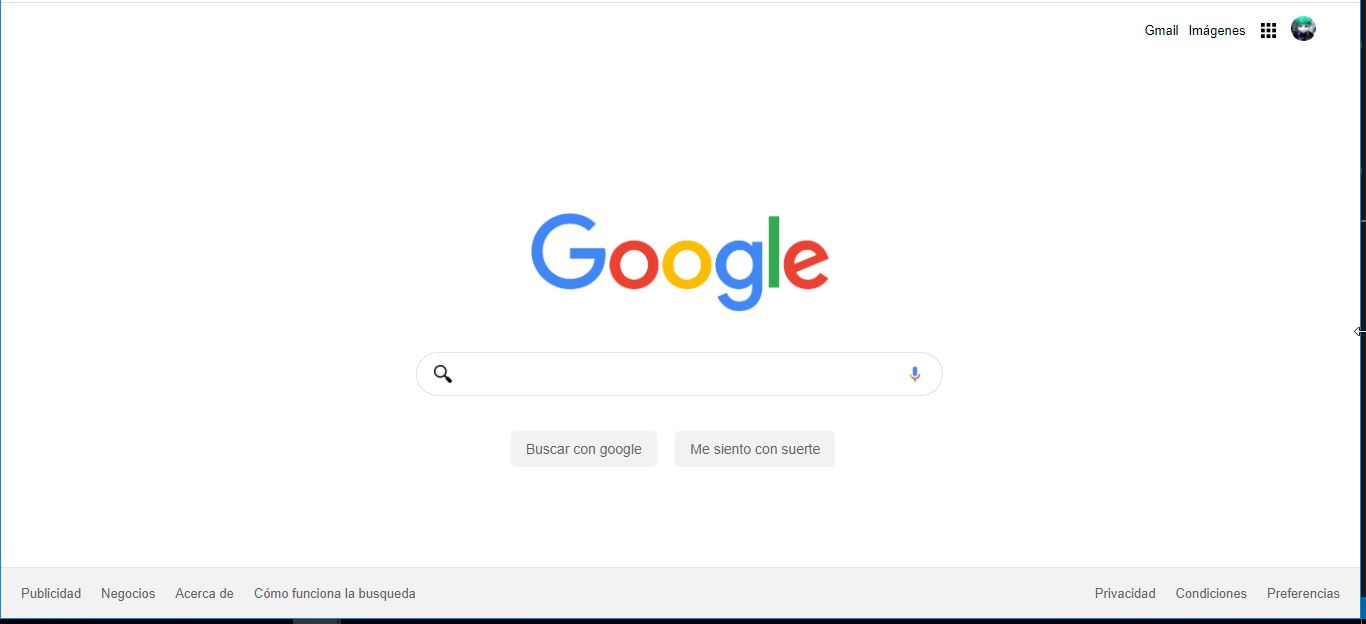 Gmail Imágenes
Google
Buscar con google Me siento con suerte
Publicidad Negocios Acerca de Cómo funciona la busqueda Privacidad Condiciones Preferencias